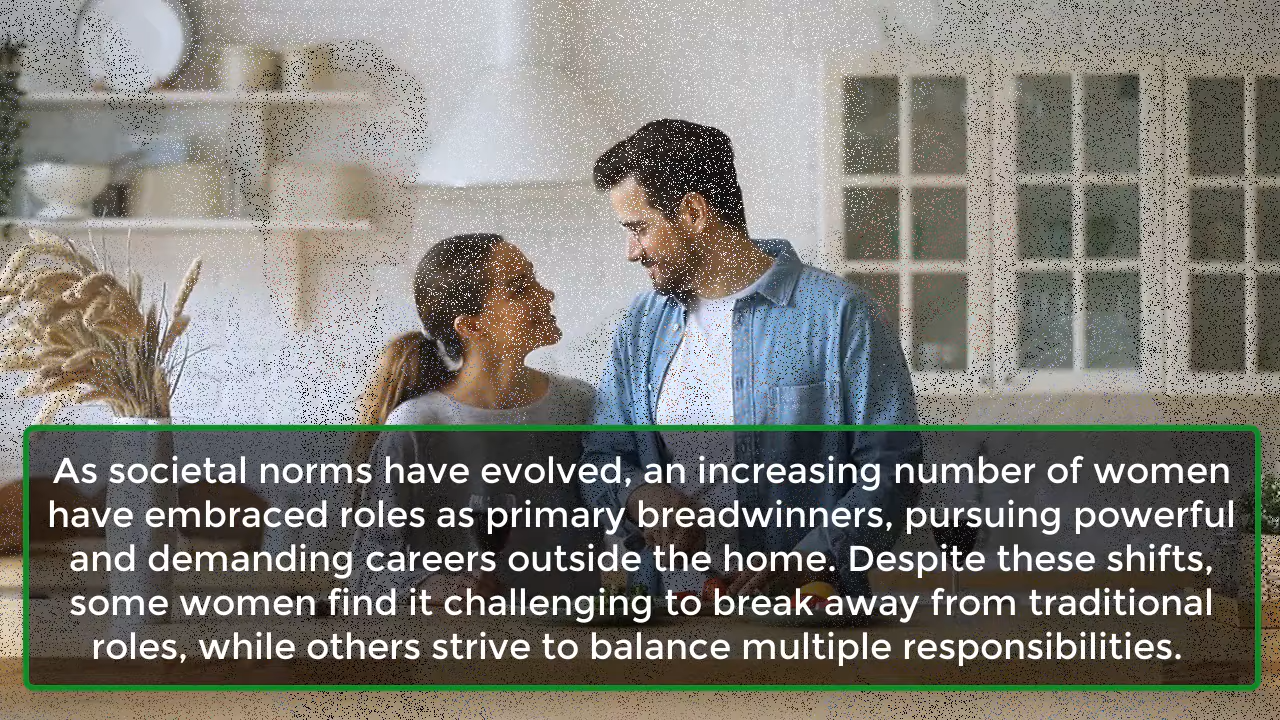 As societal norms have evolved, an increasing number of women
have embraced roles as primary breadwinners, pursuing powerful
and demanding careers outside the home. Despite these shifts,
some women find it challenging to break away from traditional
roles, while others strive to balance multiple responsibilities.